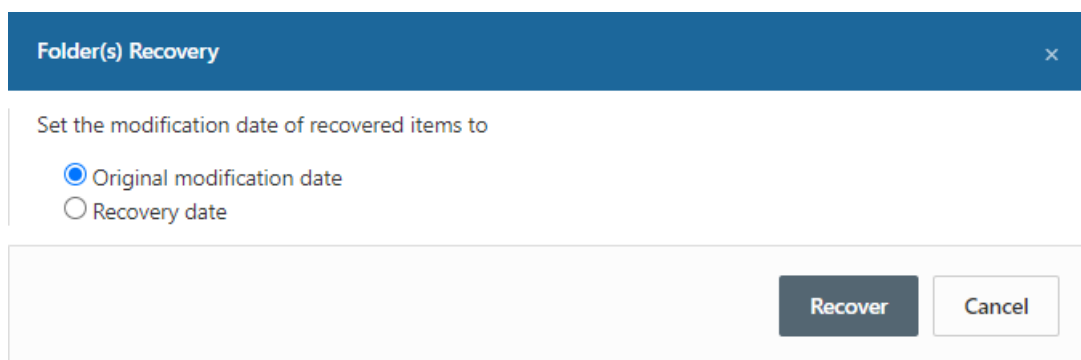 Folder(s) Recovery ×
Set the modification date of recovered items to
Original modification date
Recovery date
Recover Cancel